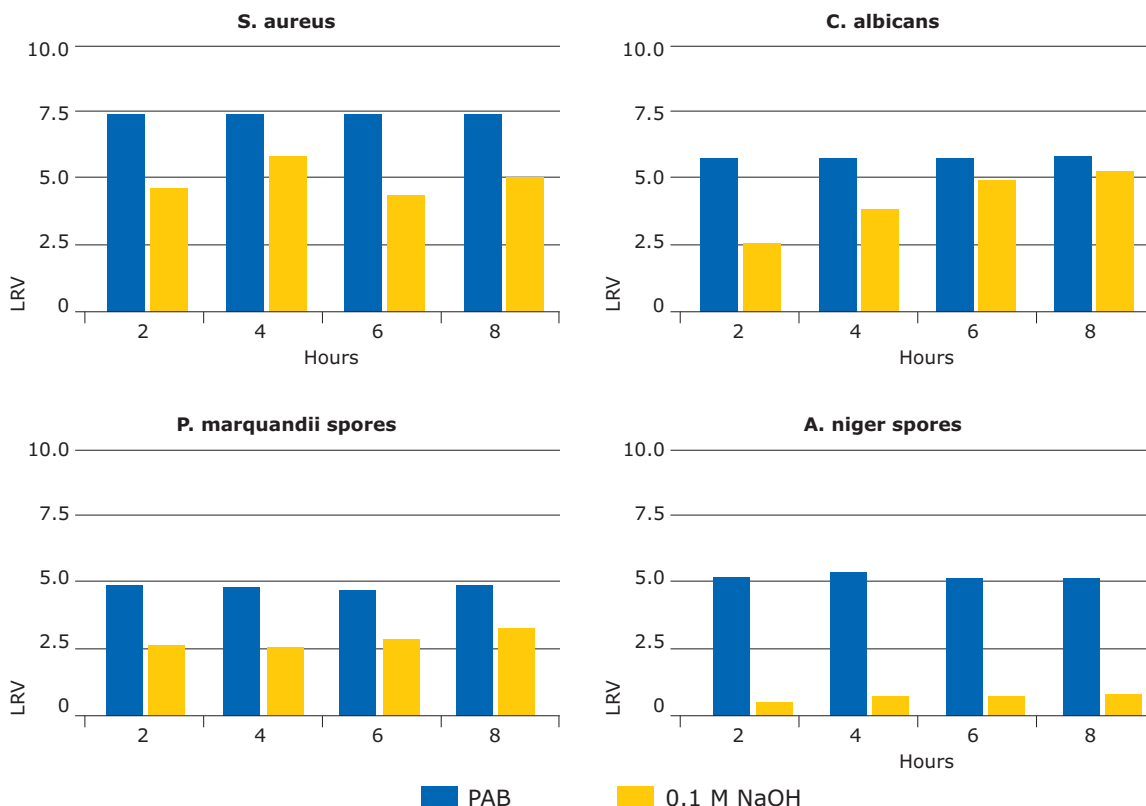 S. aureus
10.0
7.5
5.0
2.5
0
LRV
2 4 6 8
Hours
C. albicans
10.0
7.5
5.0
2.5
0
LRV
2 4 6 8
Hours
P. marquandii spores
10.0
7.5
5.0
2.5
0
LRV
2 4 6 8
A. niger spores
10.0
7.5
5.0
2.5
0
LRV
2 4 6 8
Hours
PAB 0.1 M NaOH